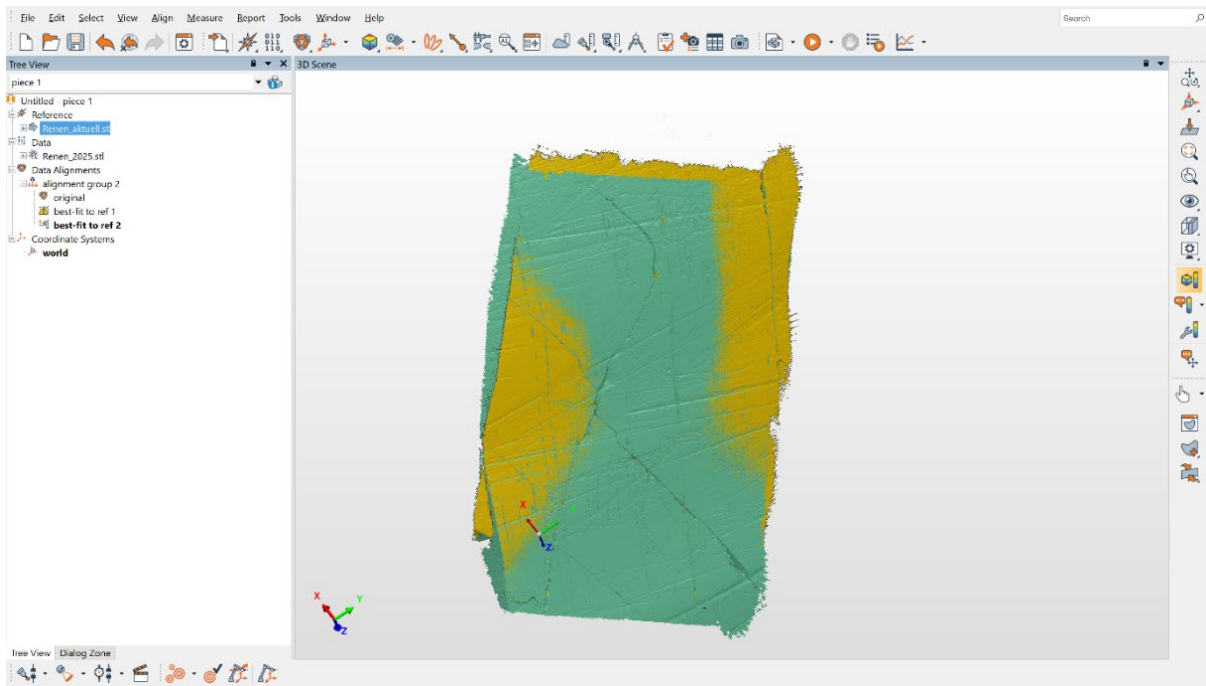 File Edit Select View Align Measure Report Tools Window Help
Search
Tree View
3D Scene
piece 1
Untitled - piece 1
Reference
Renen_aktuell.stl
Data
Renen_2025.stl
Data Alignments
alignment group 2
original
best-fit to ref 1
best-fit to ref 2
Coordinate Systems
world
X
Y
Z
X
Y
Z
Tree View Dialog Zone